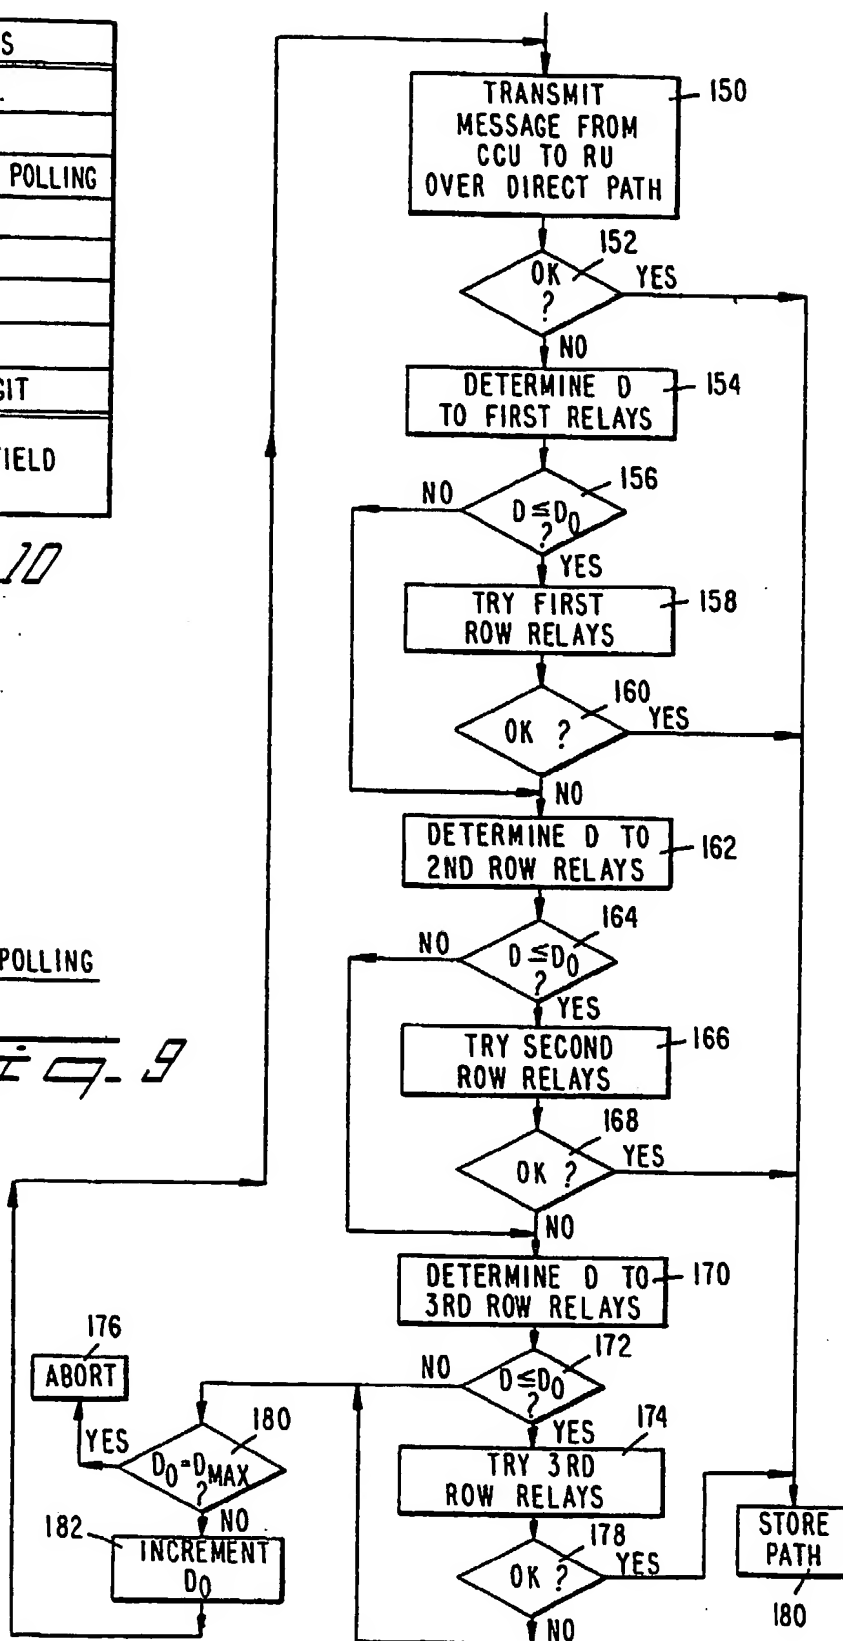 S
POLLING
GIT
FIELD
10
POLLING
Fig. 9
TRANSMIT
MESSAGE FROM
CCU TO RU
OVER DIRECT PATH
150
OK
?
152
YES
NO
DETERMINE D
TO FIRST RELAYS
154
D≤D0
?
156
NO
YES
TRY FIRST
ROW RELAYS
158
OK ?
160
YES
NO
DETERMINE D TO
2ND ROW RELAYS
162
D≤D0
?
164
NO
YES
TRY SECOND
ROW RELAYS
166
OK ?
168
YES
NO
DETERMINE D TO
3RD ROW RELAYS
170
D≤D0
?
172
NO
YES
TRY 3RD
ROW RELAYS
174
OK ?
178
YES
NO
176
ABORT
YES
D0=DMAX
?
180
NO
182
INCREMENT
D0
STORE
PATH
180